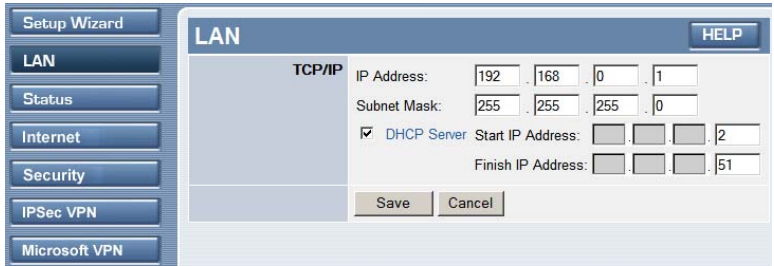 Setup Wizard
LAN
Status
Internet
Security
IPSec VPN
Microsoft VPN
LAN
HELP
TCP/IP
IP Address: 192 . 168 . 0 . 1
Subnet Mask: 255 . 255 . 255 . 0
DHCP Server Start IP Address: . . . 2
Finish IP Address: . . . 51
Save Cancel